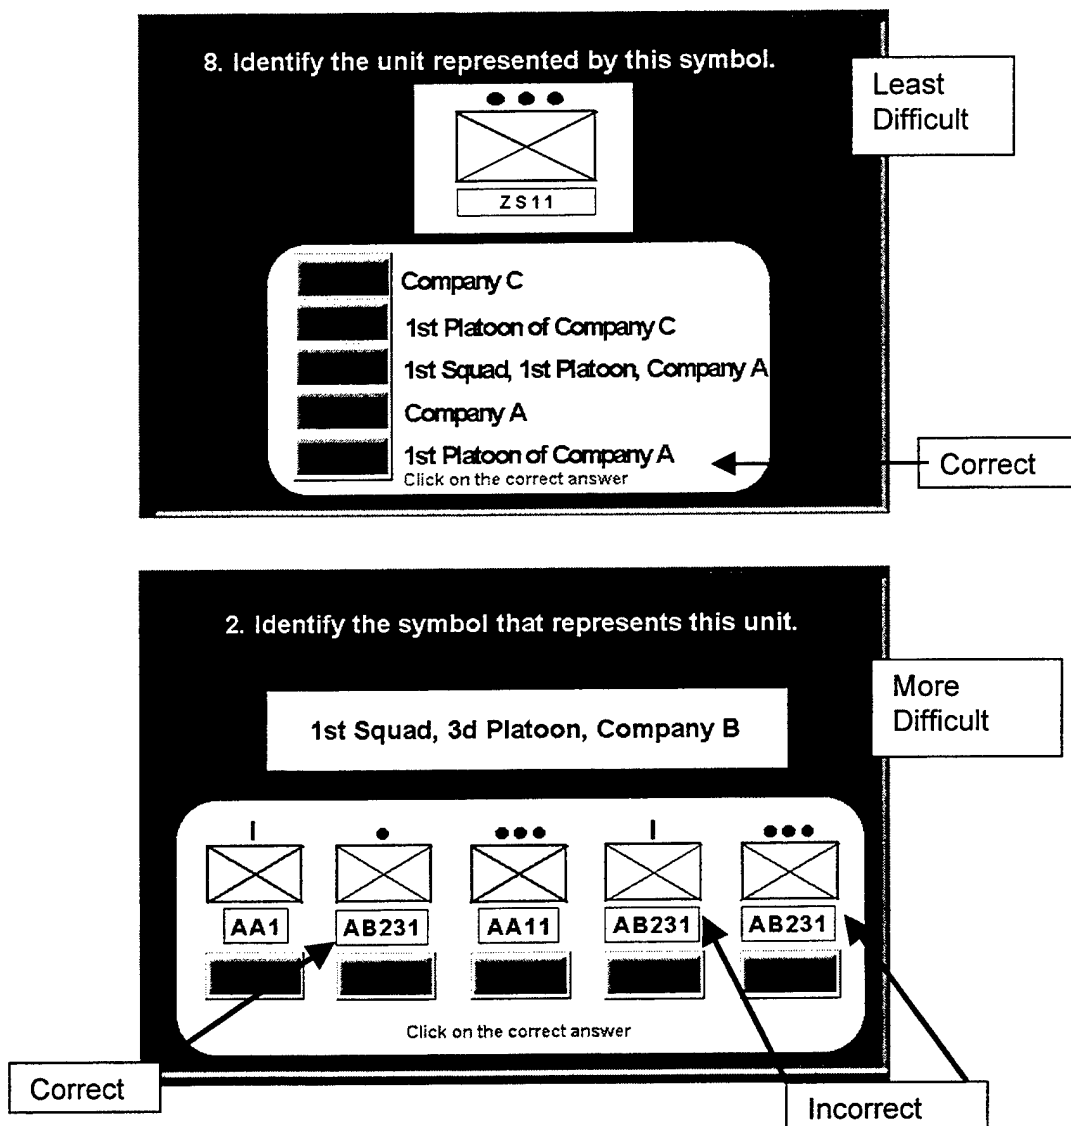 8. Identify the unit represented by this symbol.
Least
Difficult
ZS11
Company C
1st Platoon of Company C
1st Squad, 1st Platoon, Company A
Company A
1st Platoon of Company A
Click on the correct answer
Correct
2. Identify the symbol that represents this unit.
More
Difficult
1st Squad, 3d Platoon, Company B
AA1 AB231 AA11 AB231 AB231
Click on the correct answer
Correct
Incorrect